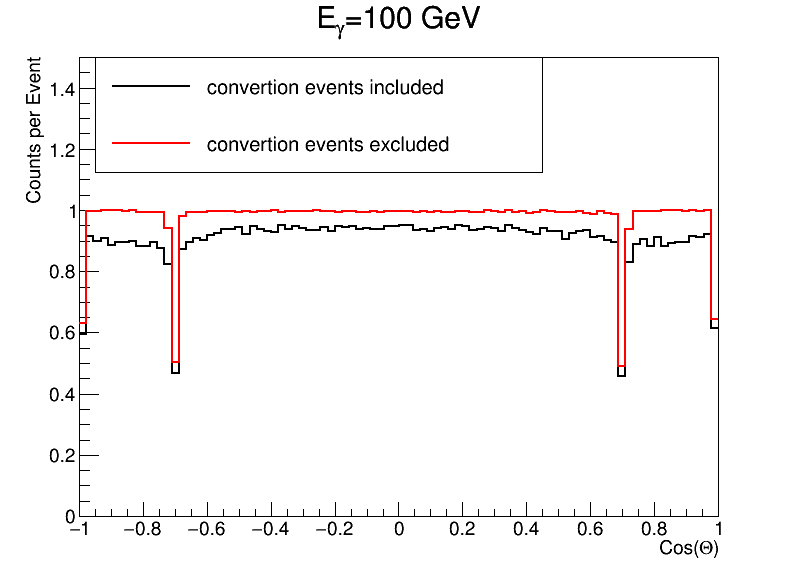 Eγ=100 GeV
Counts per Event
convertion events included
convertion events excluded
1.4
1.2
1
0.8
0.6
0.4
0.2
0
−1 −0.8 −0.6 −0.4 −0.2 0 0.2 0.4 0.6 0.8 1
Cos(Θ)